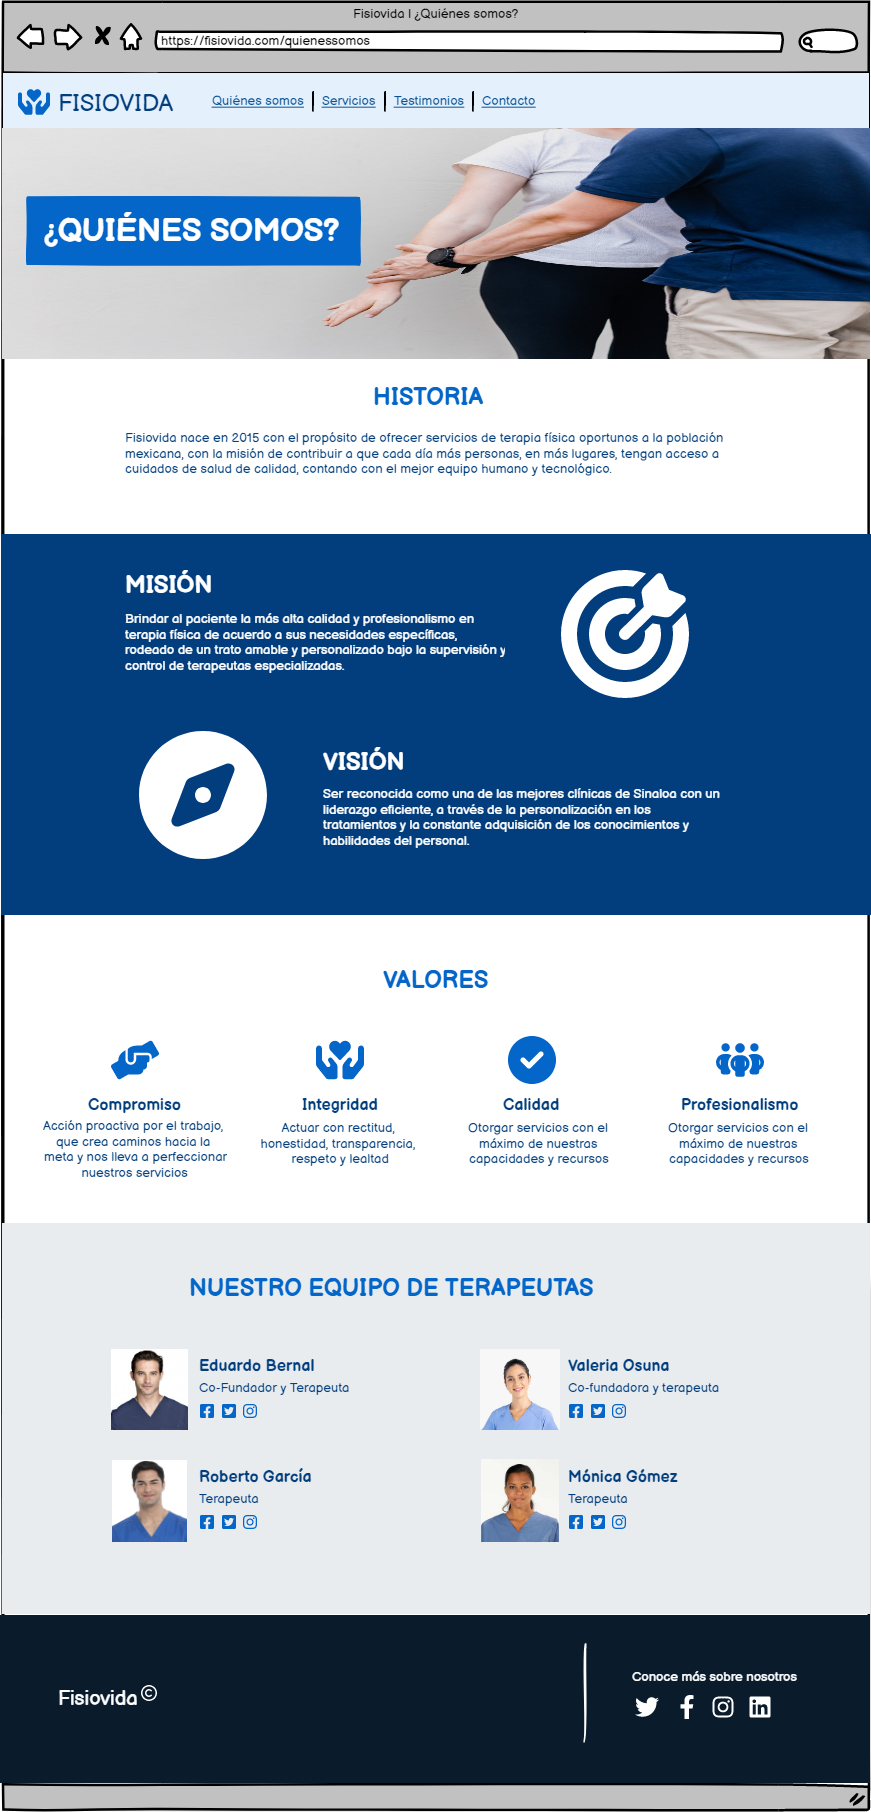 Fisiovida | ¿Quiénes somos?
https://fisiovida.com/quienessomos
FISIOVIDA
Quiénes somos | Servicios | Testimonios | Contacto
¿QUIÉNES SOMOS?
HISTORIA
Fisiovida nace en 2015 con el propósito de ofrecer servicios de terapia física oportunos a la población
mexicana, con la misión de contribuir a que cada día más personas, en más lugares, tengan acceso a
cuidados de salud de calidad, contando con el mejor equipo humano y tecnológico.
MISIÓN
Brindar al paciente la más alta calidad y profesionalismo en
terapia física de acuerdo a sus necesidades específicas,
rodeado de un trato amable y personalizado bajo la supervisión y
control de terapeutas especializadas.
VISIÓN
Ser reconocida como una de las mejores clínicas de Sinaloa con un
liderazgo eficiente, a través de la personalización en los
tratamientos y la constante adquisición de los conocimientos y
habilidades del personal.
VALORES
Compromiso
Acción proactiva por el trabajo,
que crea caminos hacia la
meta y nos lleva a perfeccionar
nuestros servicios
Integridad
Actuar con rectitud,
honestidad, transparencia,
respeto y lealtad
Calidad
Otorgar servicios con el
máximo de nuestras
capacidades y recursos
Profesionalismo
Otorgar servicios con el
máximo de nuestras
capacidades y recursos
NUESTRO EQUIPO DE TERAPEUTAS
Eduardo Bernal
Co-Fundador y Terapeuta
Valeria Osuna
Co-fundadora y terapeuta
Roberto García
Terapeuta
Mónica Gómez
Terapeuta
Fisiovida ©
Conoce más sobre nosotros